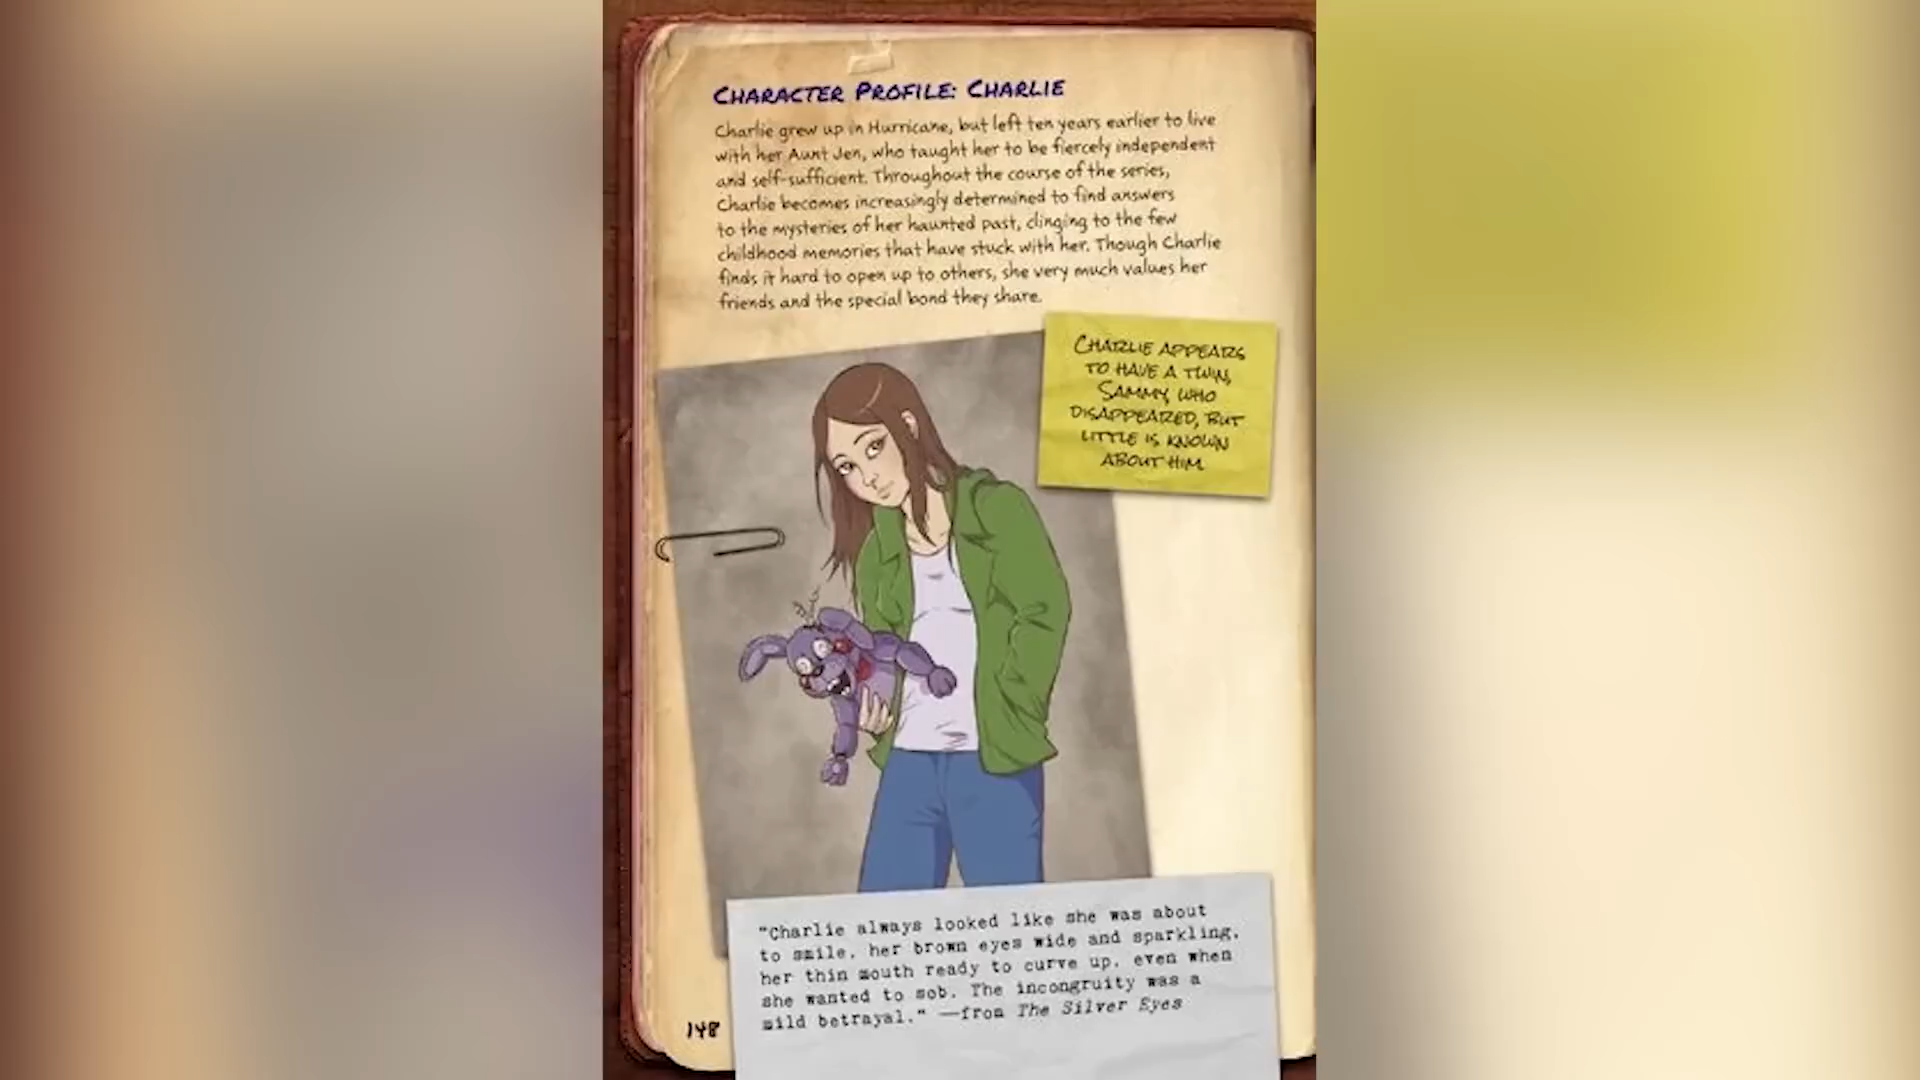 CHARACTER PROFILE: CHARLIE
Charlie grew up in Hurricane, but left ten years earlier to live
with her Aunt Jen, who taught her to be fiercely independent
and self-sufficient. Throughout the course of the series,
Charlie becomes increasingly determined to find answers
to the mysteries of her haunted past, clinging to the few
childhood memories that have stuck with her. Though Charlie
finds it hard to open up to others, she very much values her
friends and the special bond they share.
CHARLIE APPEARS
TO HAVE A TWIN,
SAMMY, WHO
DISAPPEARED, BUT
LITTLE IS KNOWN
ABOUT HIM.
"Charlie always looked like she was about
to smile, her brown eyes wide and sparkling,
her thin mouth ready to curve up, even when
she wanted to sob. The incongruity was a
mild betrayal." —from The Silver Eyes
148